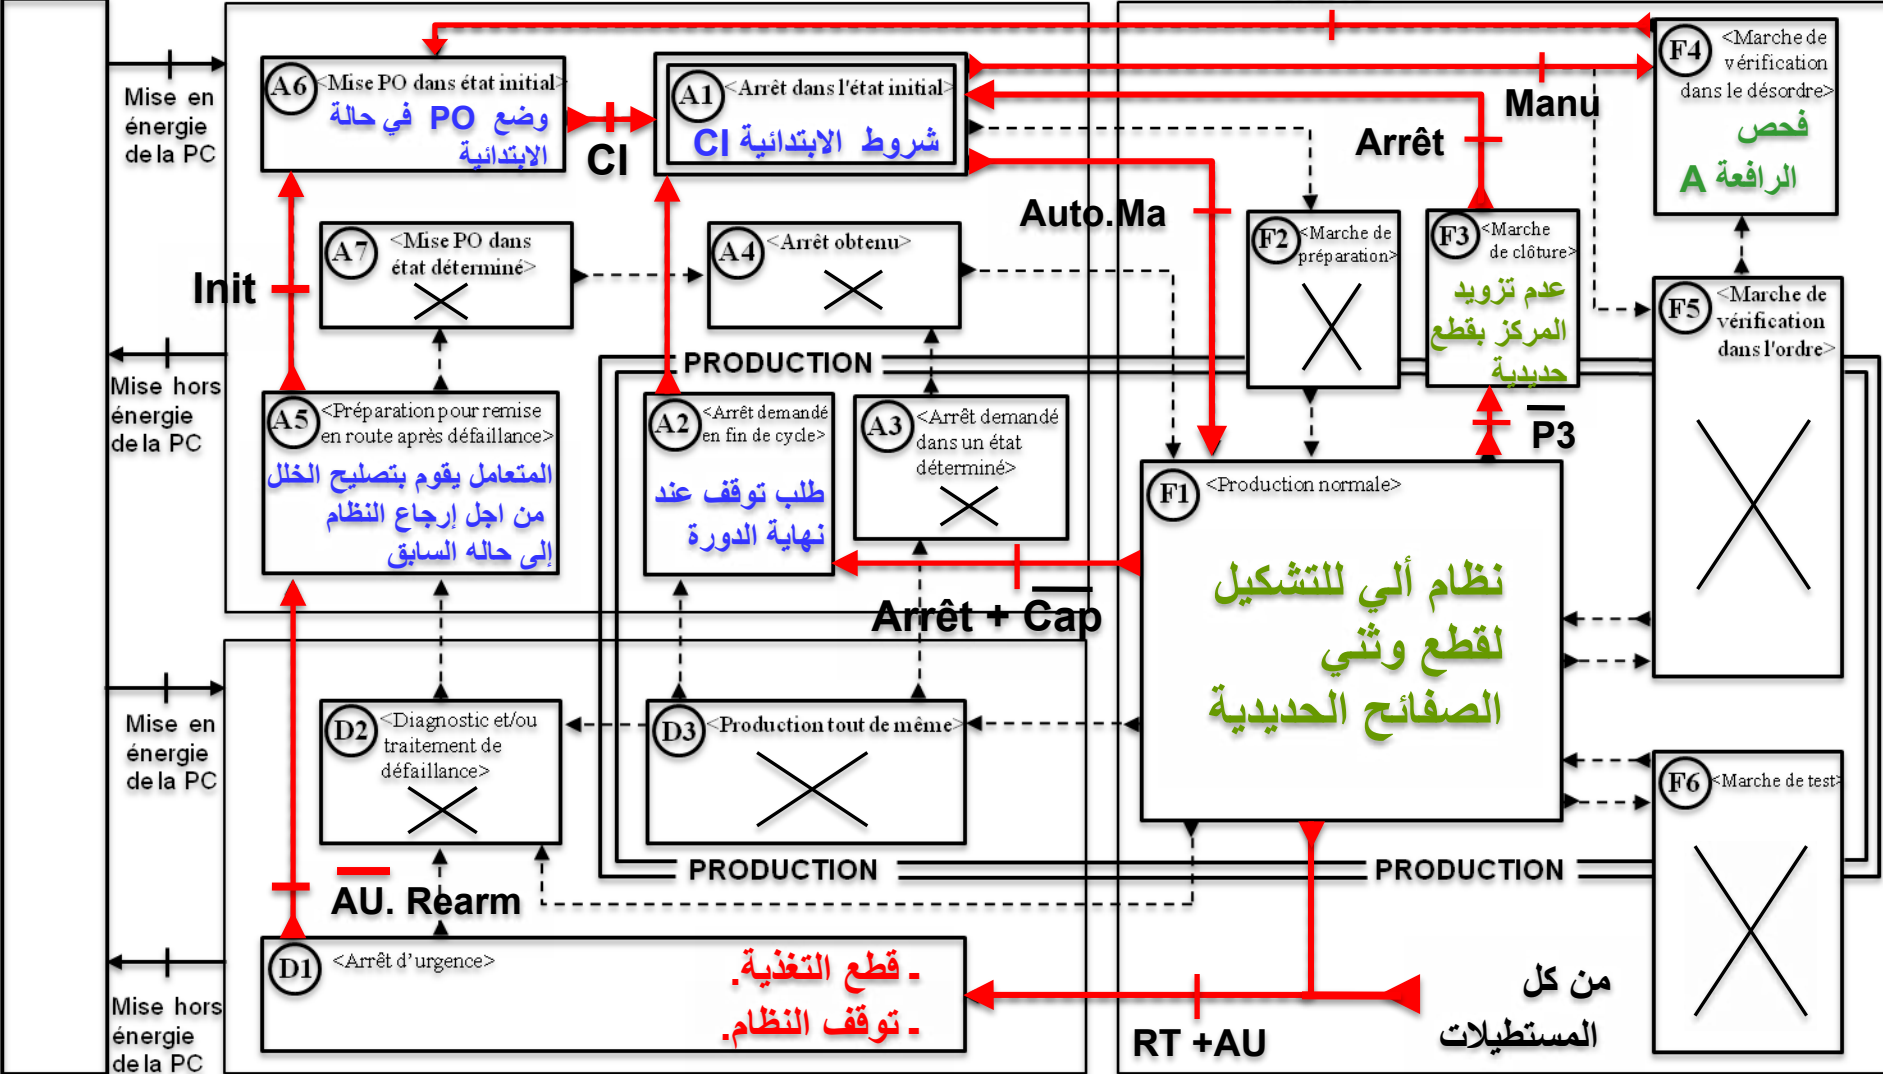 Mise en
énergie
de la PC
Mise hors
énergie
de la PC
Mise en
énergie
de la PC
Mise hors
énergie
de la PC
A6
<Mise PO dans état initial>
وضع PO في حالة
الابتدائية
CI
A1
<Arrêt dans l'état initial>
شروط الابتدائية CI
Manu
F4
<Marche de
vérification
dans le désordre>
فحص
الرافعة A
Arrêt
Auto.Ma
Init
A7
<Mise PO dans
état déterminé>
A4
<Arrêt obtenu>
F2
<Marche de
préparation>
F3
<Marche
de clôture>
عدم تزويد
المركز بقطع
حديدية
F5
<Marche de
vérification
dans l'ordre>
PRODUCTION
P̅3̅
A5
<Préparation pour remise
en route après défaillance>
المتعامل يقوم بتصليح الخلل
من اجل إرجاع النظام
إلى حاله السابق
A2
<Arrêt demandé
en fin de cycle>
طلب توقف عند
نهاية الدورة
A3
<Arrêt demandé
dans un état
déterminé>
F1
<Production normale>
نظام ألي للتشكيل
لقطع وثني
الصفائح الحديدية
Arrêt + C̅a̅p̅
D2
<Diagnostic et/ou
traitement de
défaillance>
D3
<Production tout de même>
F6
<Marche de test>
PRODUCTION
PRODUCTION
A̅U̅. Rearm
D1
<Arrêt d'urgence>
- قطع التغذية.
- توقف النظام.
RT +AU
من كل
المستطيلات